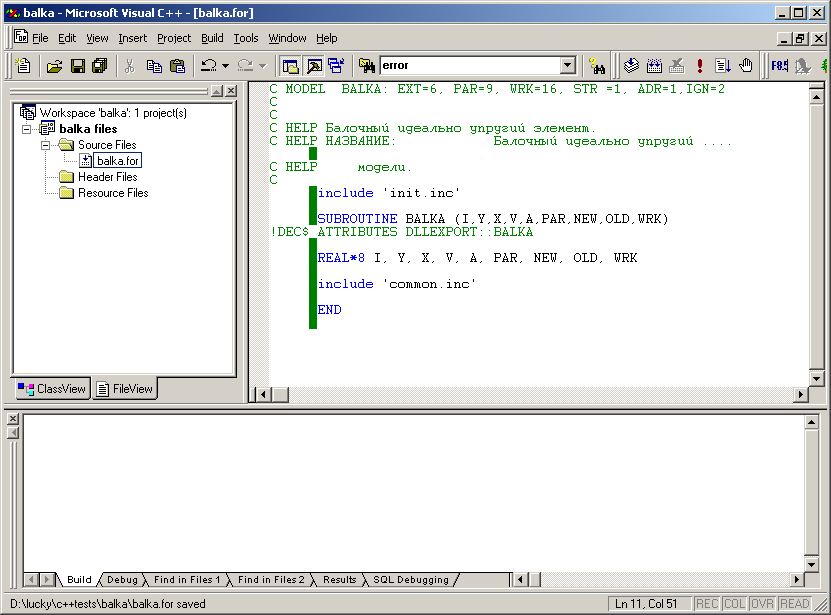 balka - Microsoft Visual C++ - [balka.for]
File Edit View Insert Project Build Tools Window Help
error
F85
Workspace 'balka': 1 project(s)
balka files
Source Files
balka.for
Header Files
Resource Files
ClassView FileView
C MODEL BALKA: EXT=6, PAR=9, WRK=16, STR =1, ADR=1,IGN=2
C
C
C HELP Балочный идеально упругий элемент.
C HELP НАЗВАНИЕ: Балочный идеально упругий ....
C HELP модели.
C
include 'init.inc'
SUBROUTINE BALKA (I,Y,X,V,A,PAR,NEW,OLD,WRK)
!DEC$ ATTRIBUTES DLLEXPORT::BALKA
REAL*8 I, Y, X, V, A, PAR, NEW, OLD, WRK
include 'common.inc'
END
Build Debug Find in Files 1 Find in Files 2 Results SQL Debugging
D:\lucky\c++tests\balka\balka.for saved
Ln 11, Col 51 REC COL OVR READ